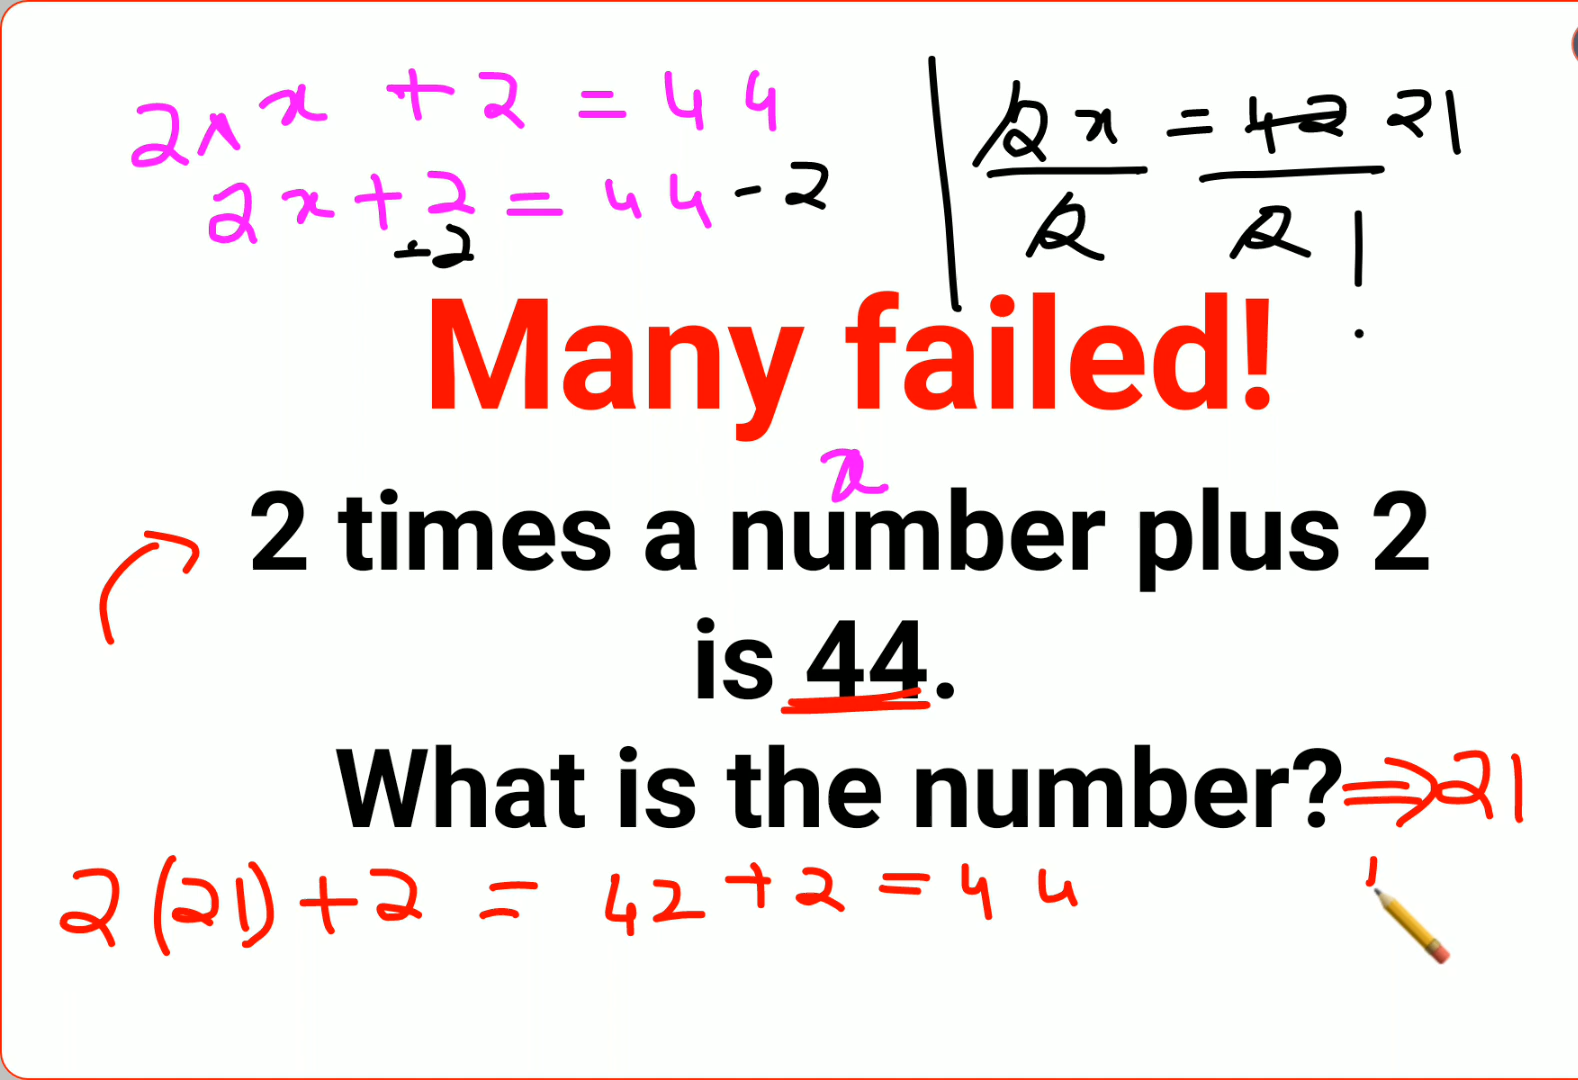 2 × x + 2 = 44
2x + 2 = 44 - 2
- 2
2x = 42 21
2 2 1
Many failed!
x
2 times a number plus 2
is 44.
What is the number? ⇒ 21
2(21) + 2 = 42 + 2 = 44